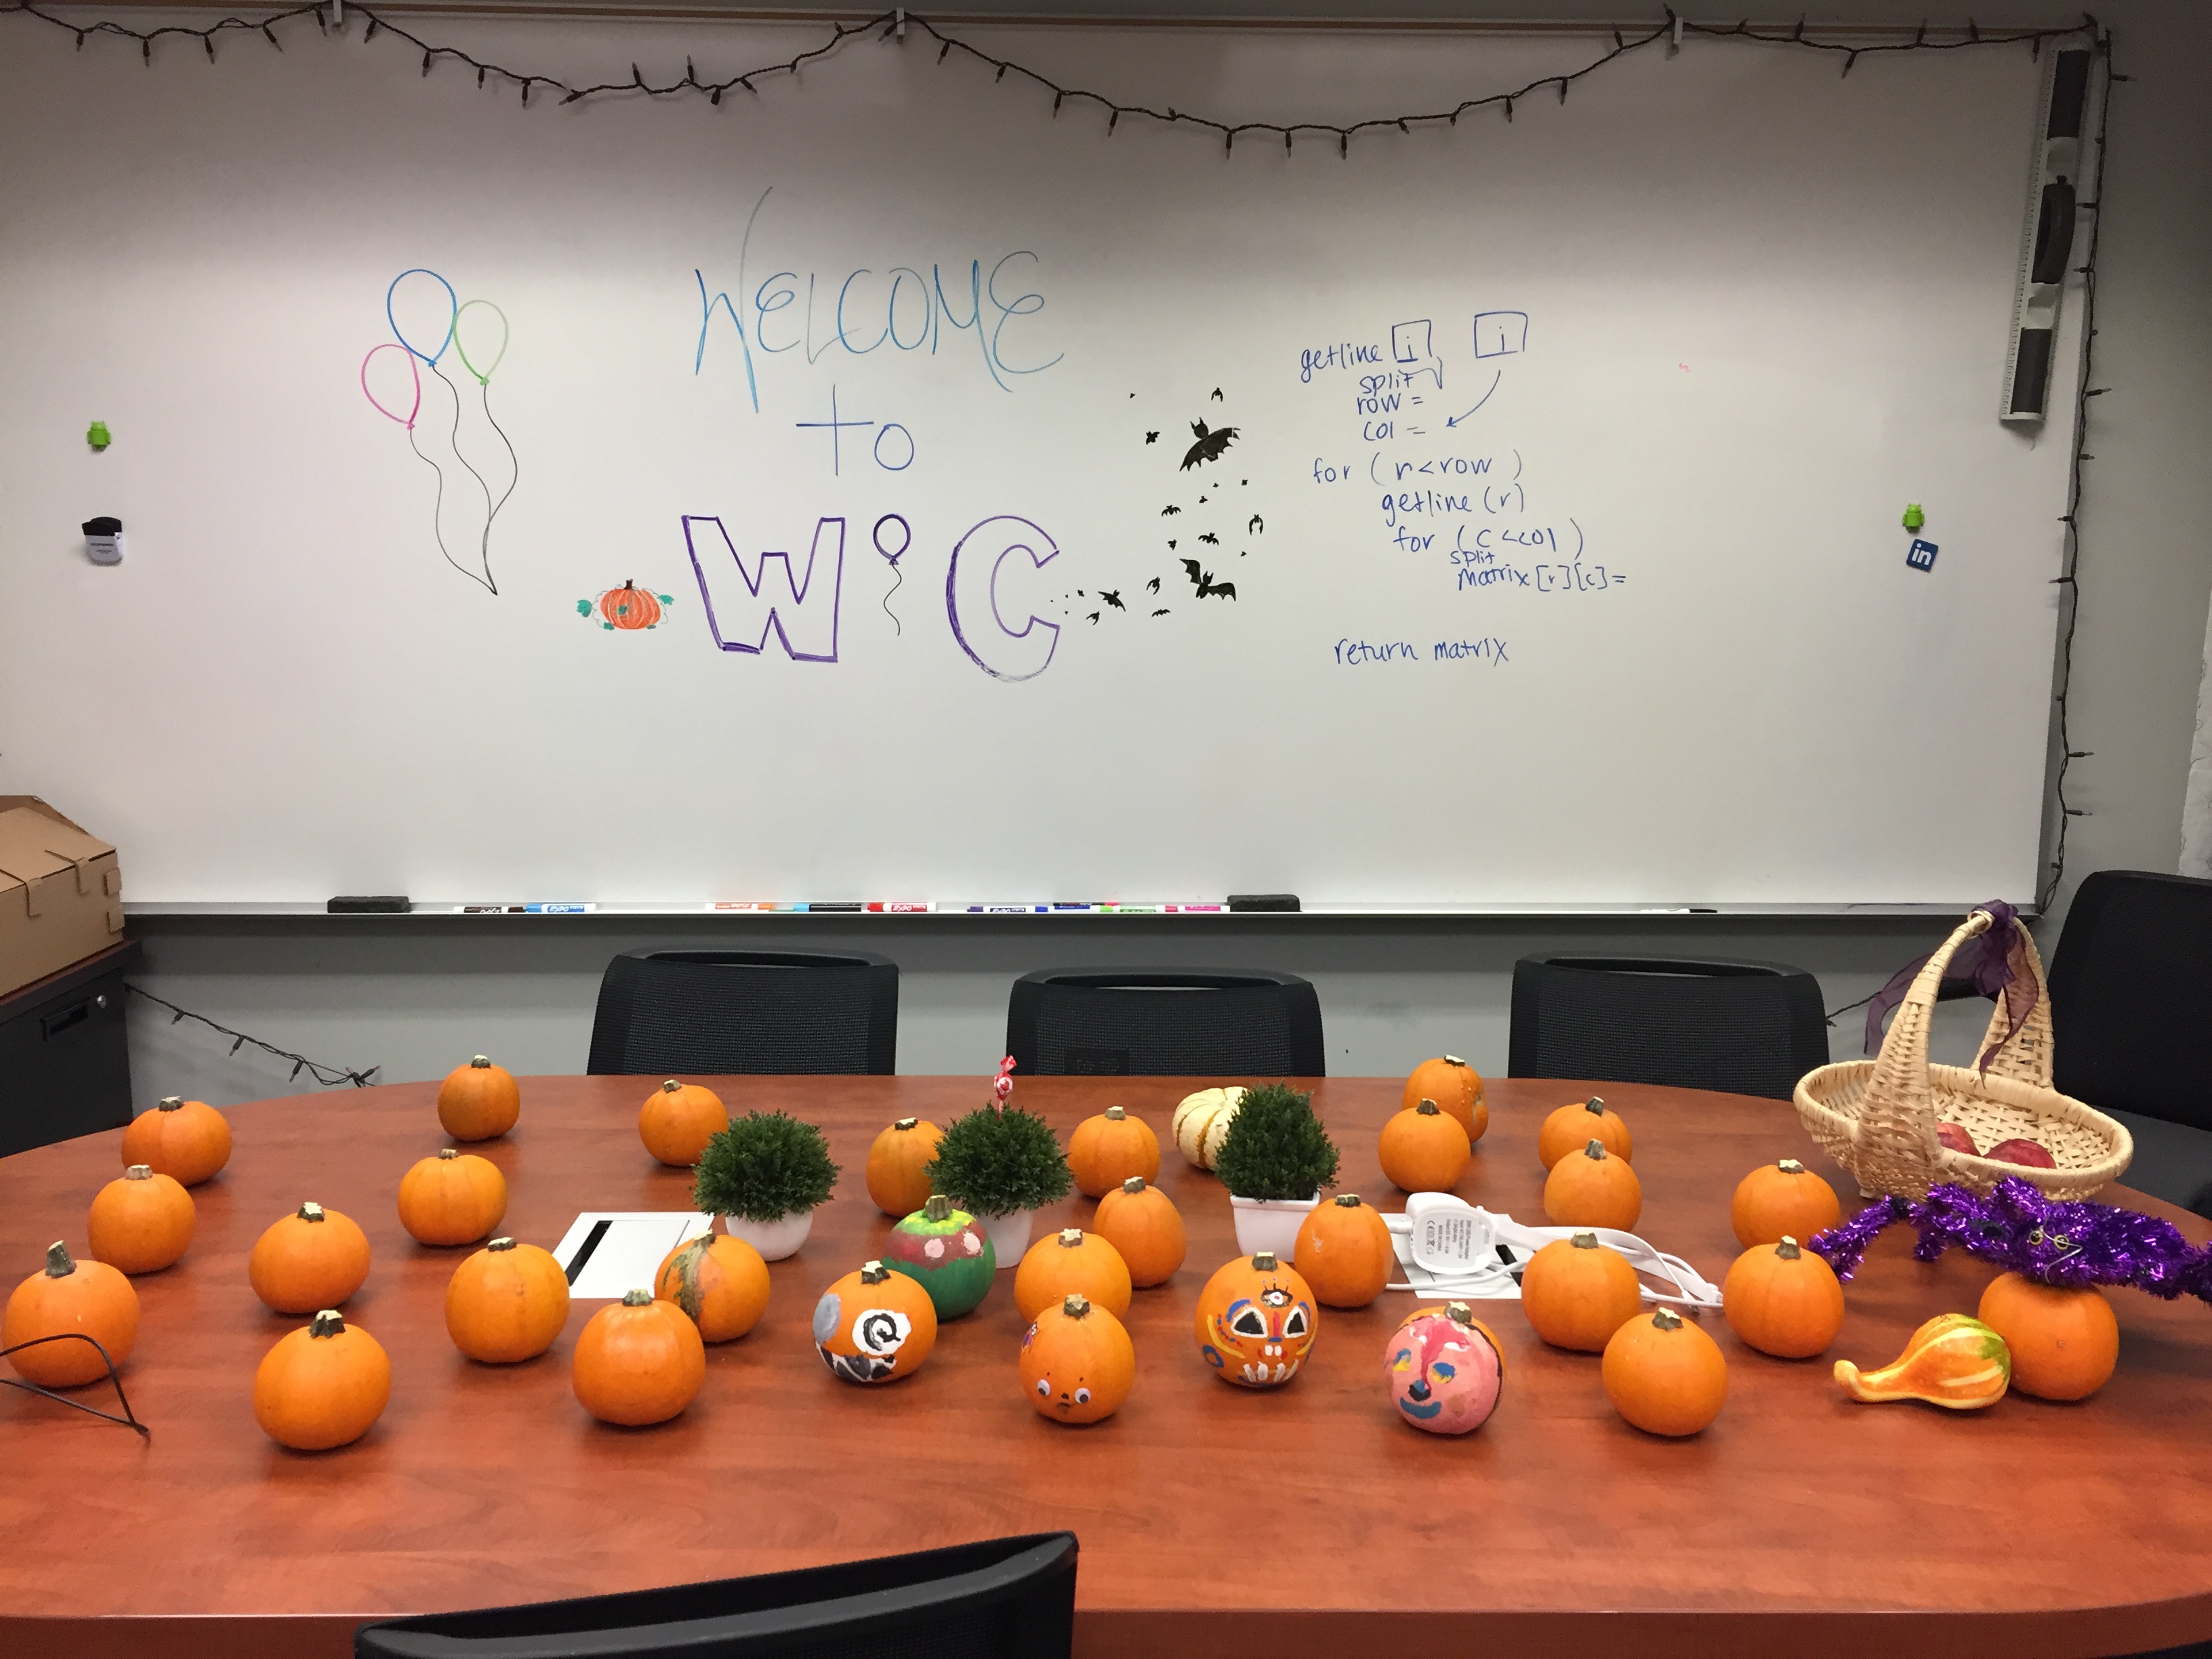 WELCOME
to
WiC
getline i i
split
row =
col =
for ( r < row )
getline (r)
for ( c < col )
split
Matrix [r][c] =
return matrix
in